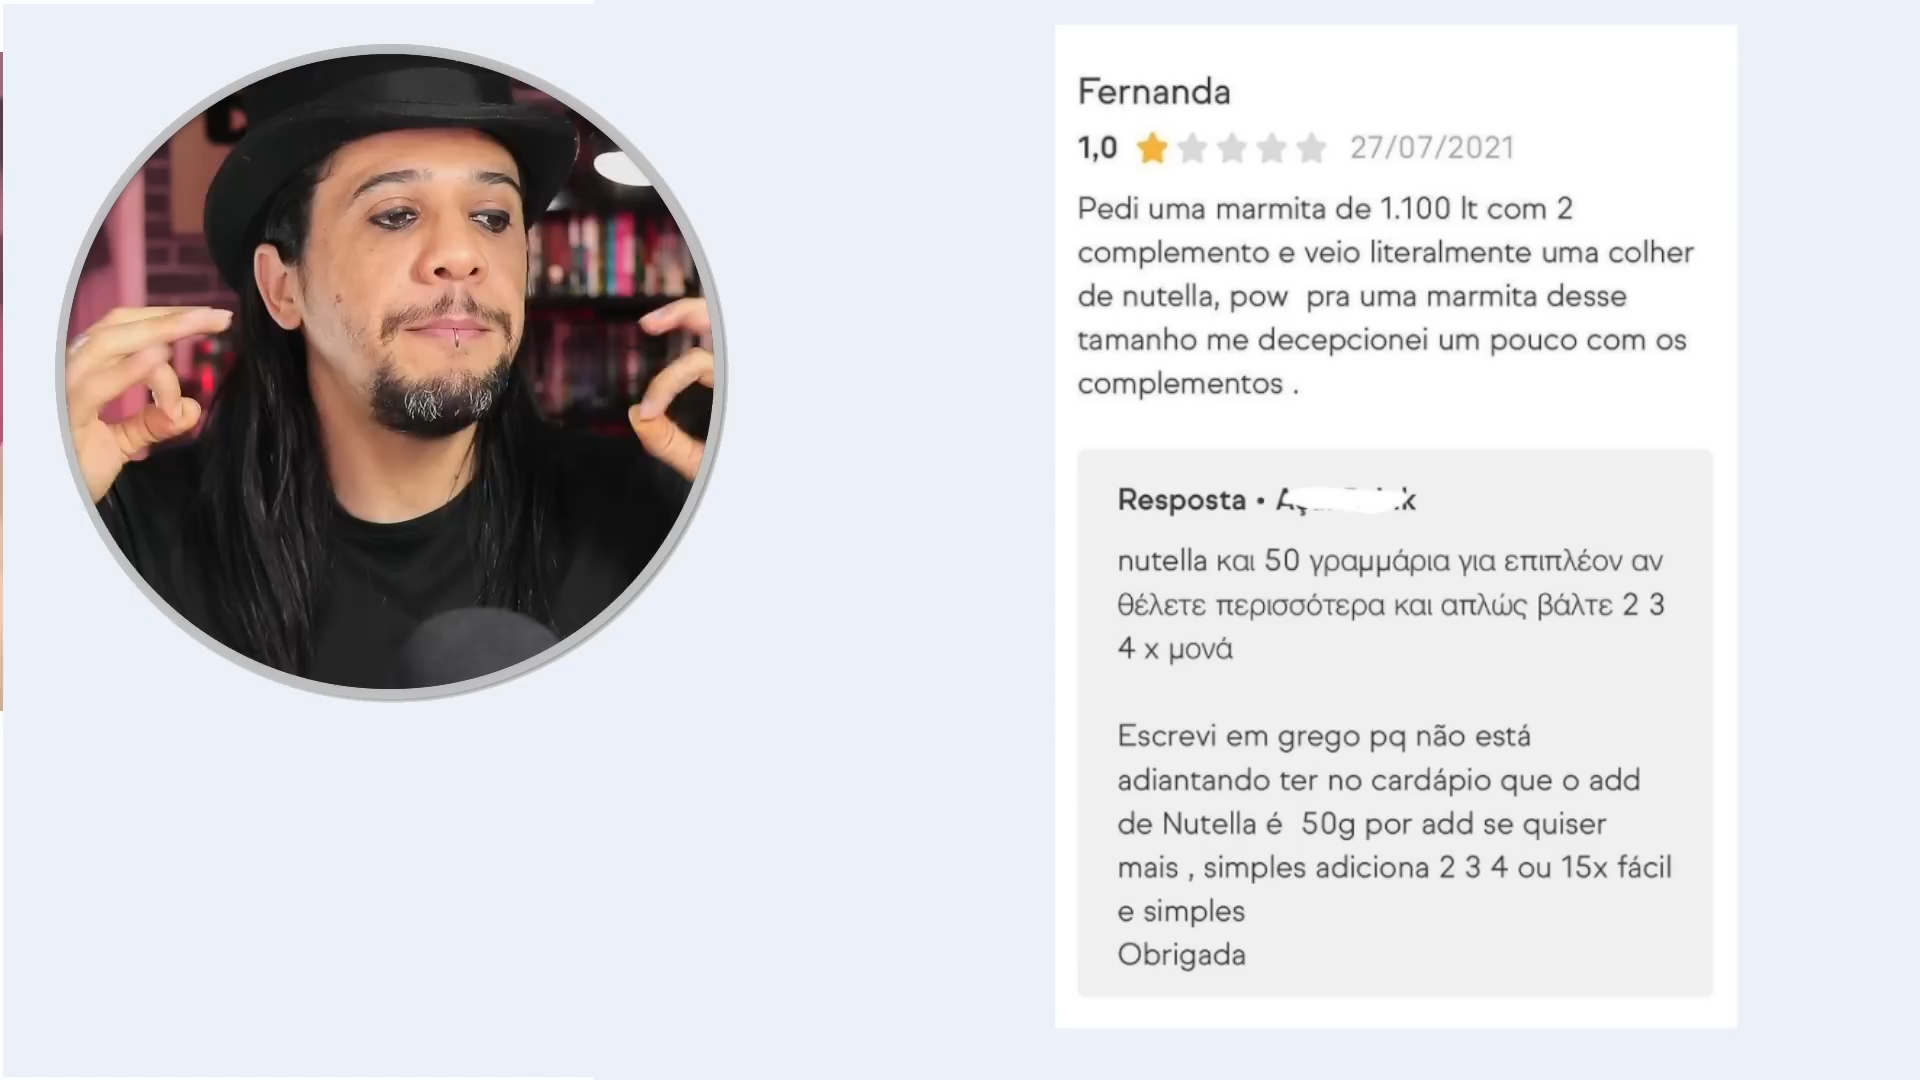 Fernanda
1,0 27/07/2021
Pedi uma marmita de 1.100 lt com 2
complemento e veio literalmente uma colher
de nutella, pow pra uma marmita desse
tamanho me decepcionei um pouco com os
complementos .
Resposta •
nutella και 50 γραμμάρια για επιπλέον αν
θέλετε περισσότερα και απλώς βάλτε 2 3
4 x μονά
Escrevi em grego pq não está
adiantando ter no cardápio que o add
de Nutella é 50g por add se quiser
mais , simples adiciona 2 3 4 ou 15x fácil
e simples
Obrigada